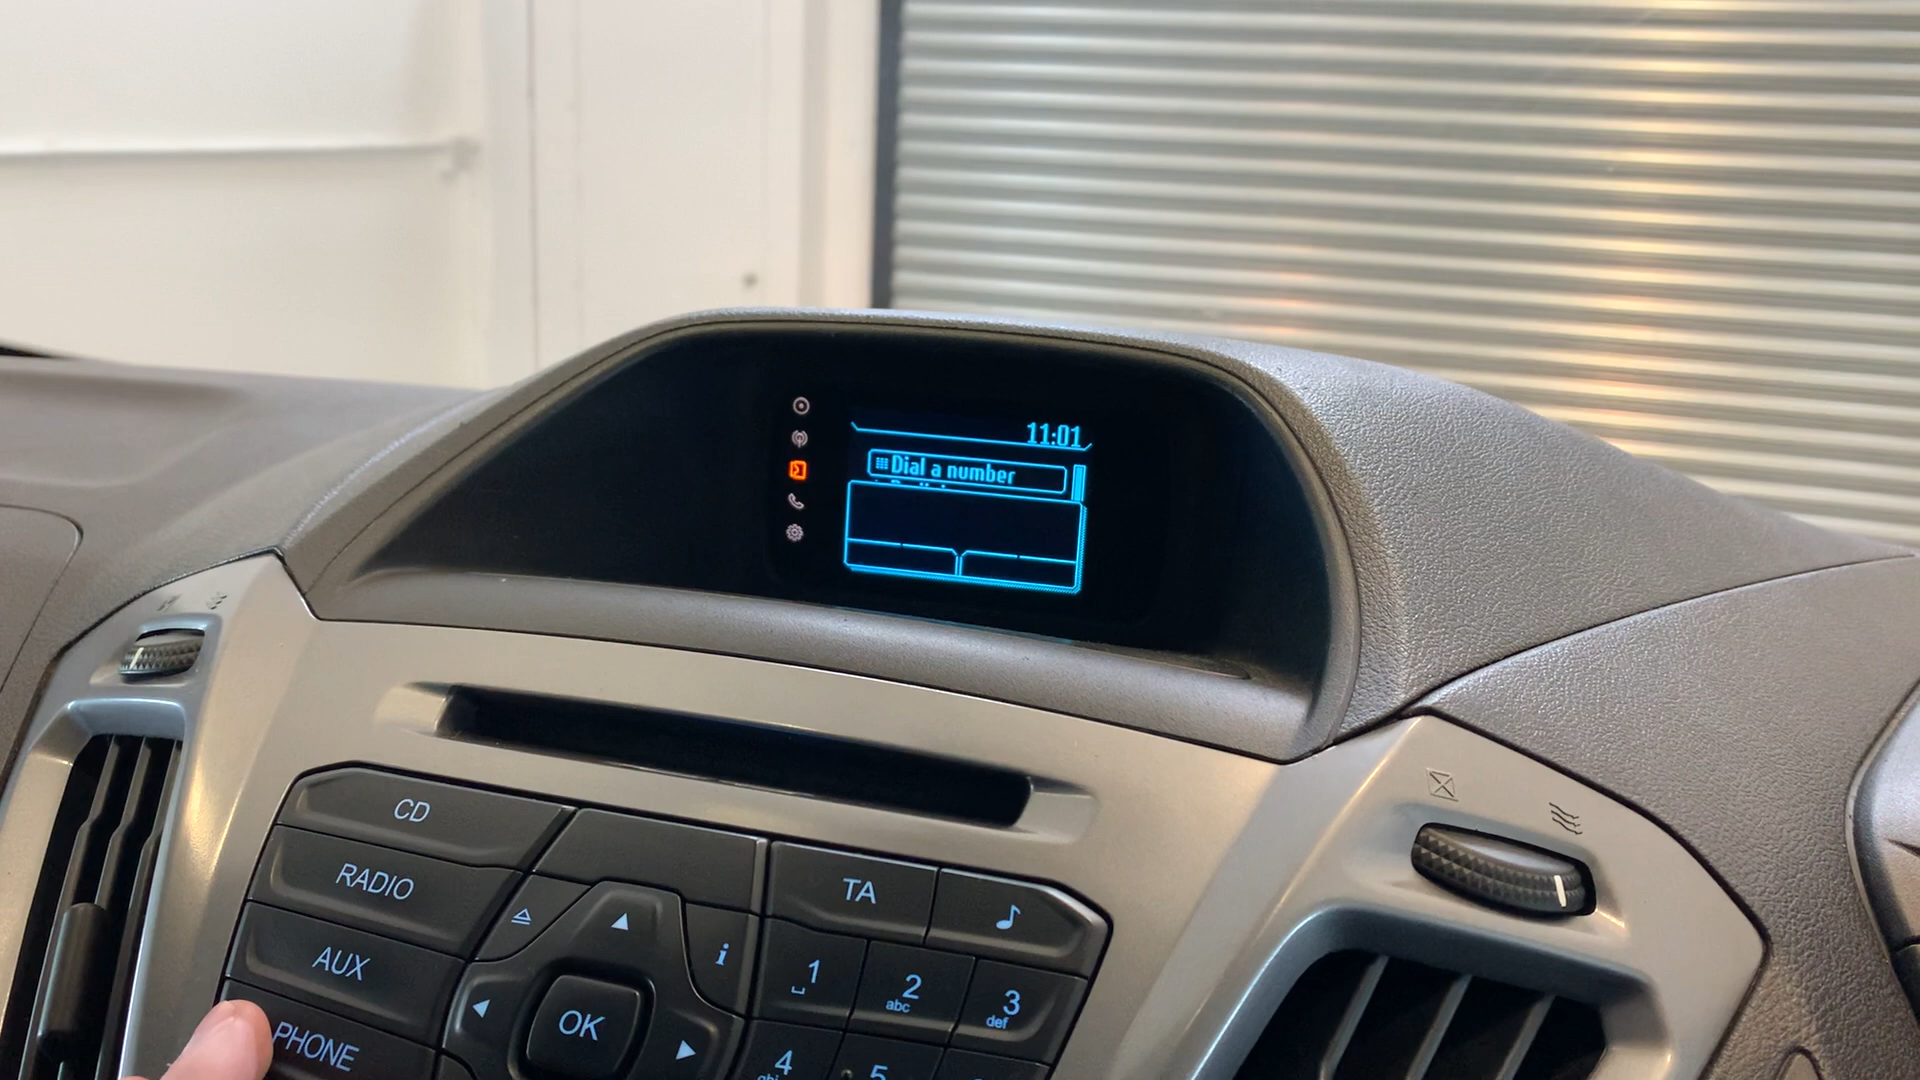 11:01
Dial a number
CD
RADIO
AUX
PHONE
OK
i
TA
1
2
abc
3
def
4
5